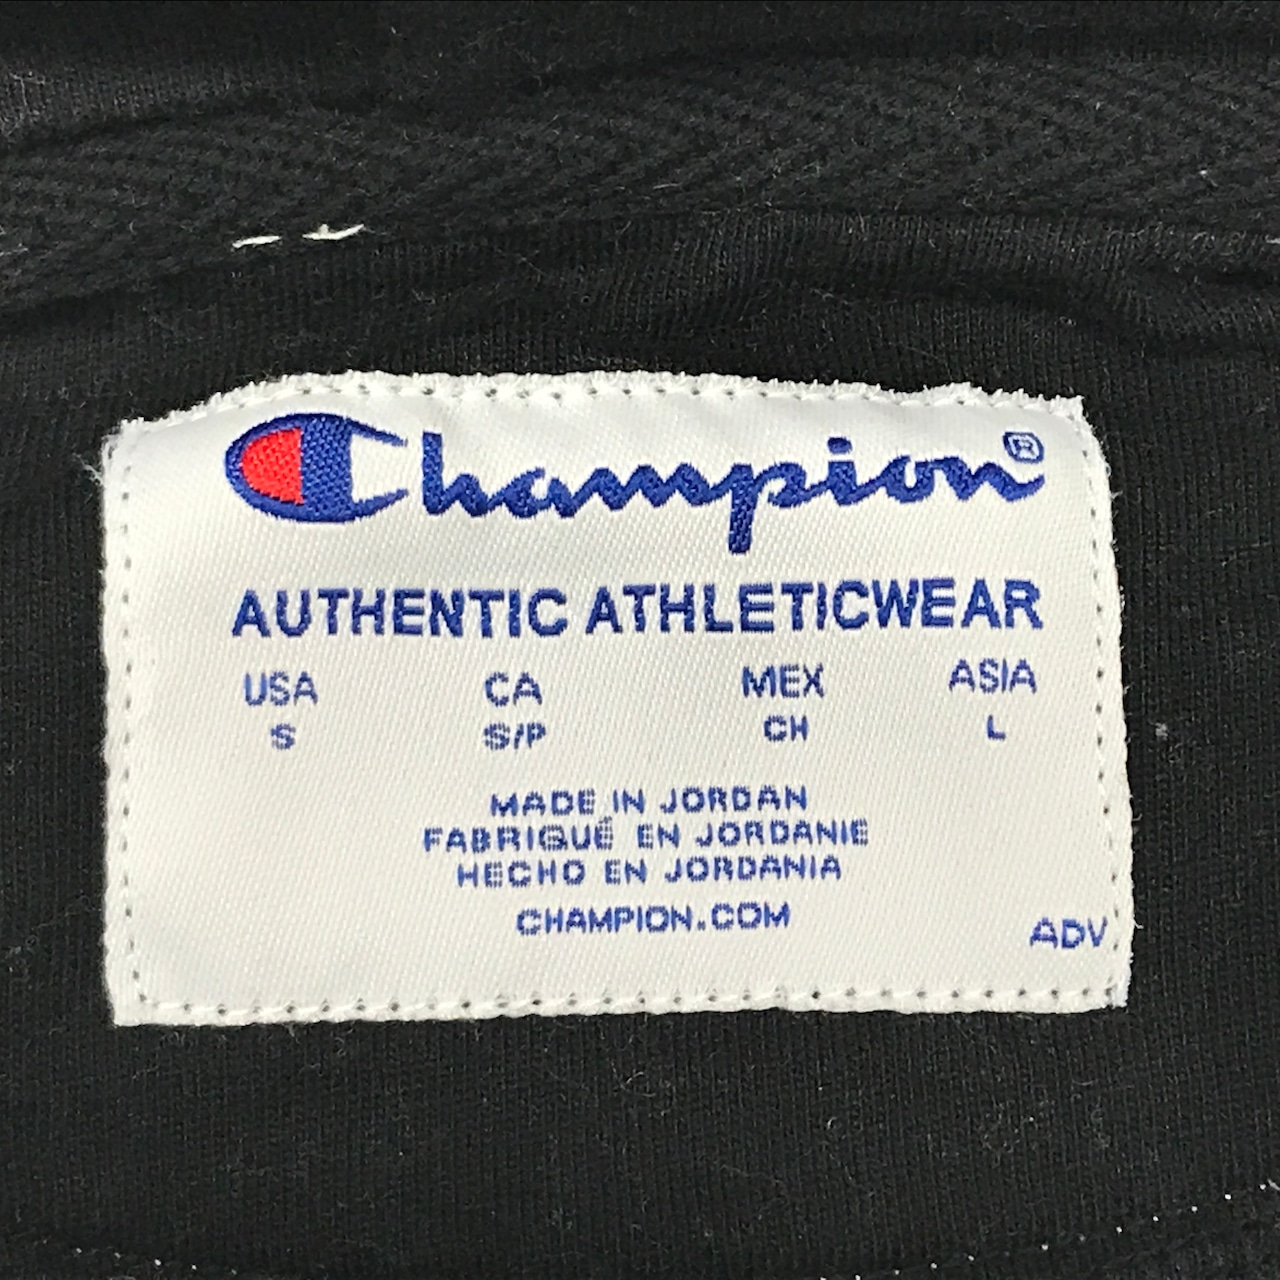 Champion®
AUTHENTIC ATHLETICWEAR
USA CA MEX ASIA
S S/P CH L
MADE IN JORDAN
FABRIQUÉ EN JORDANIE
HECHO EN JORDANIA
CHAMPION.COM
ADV